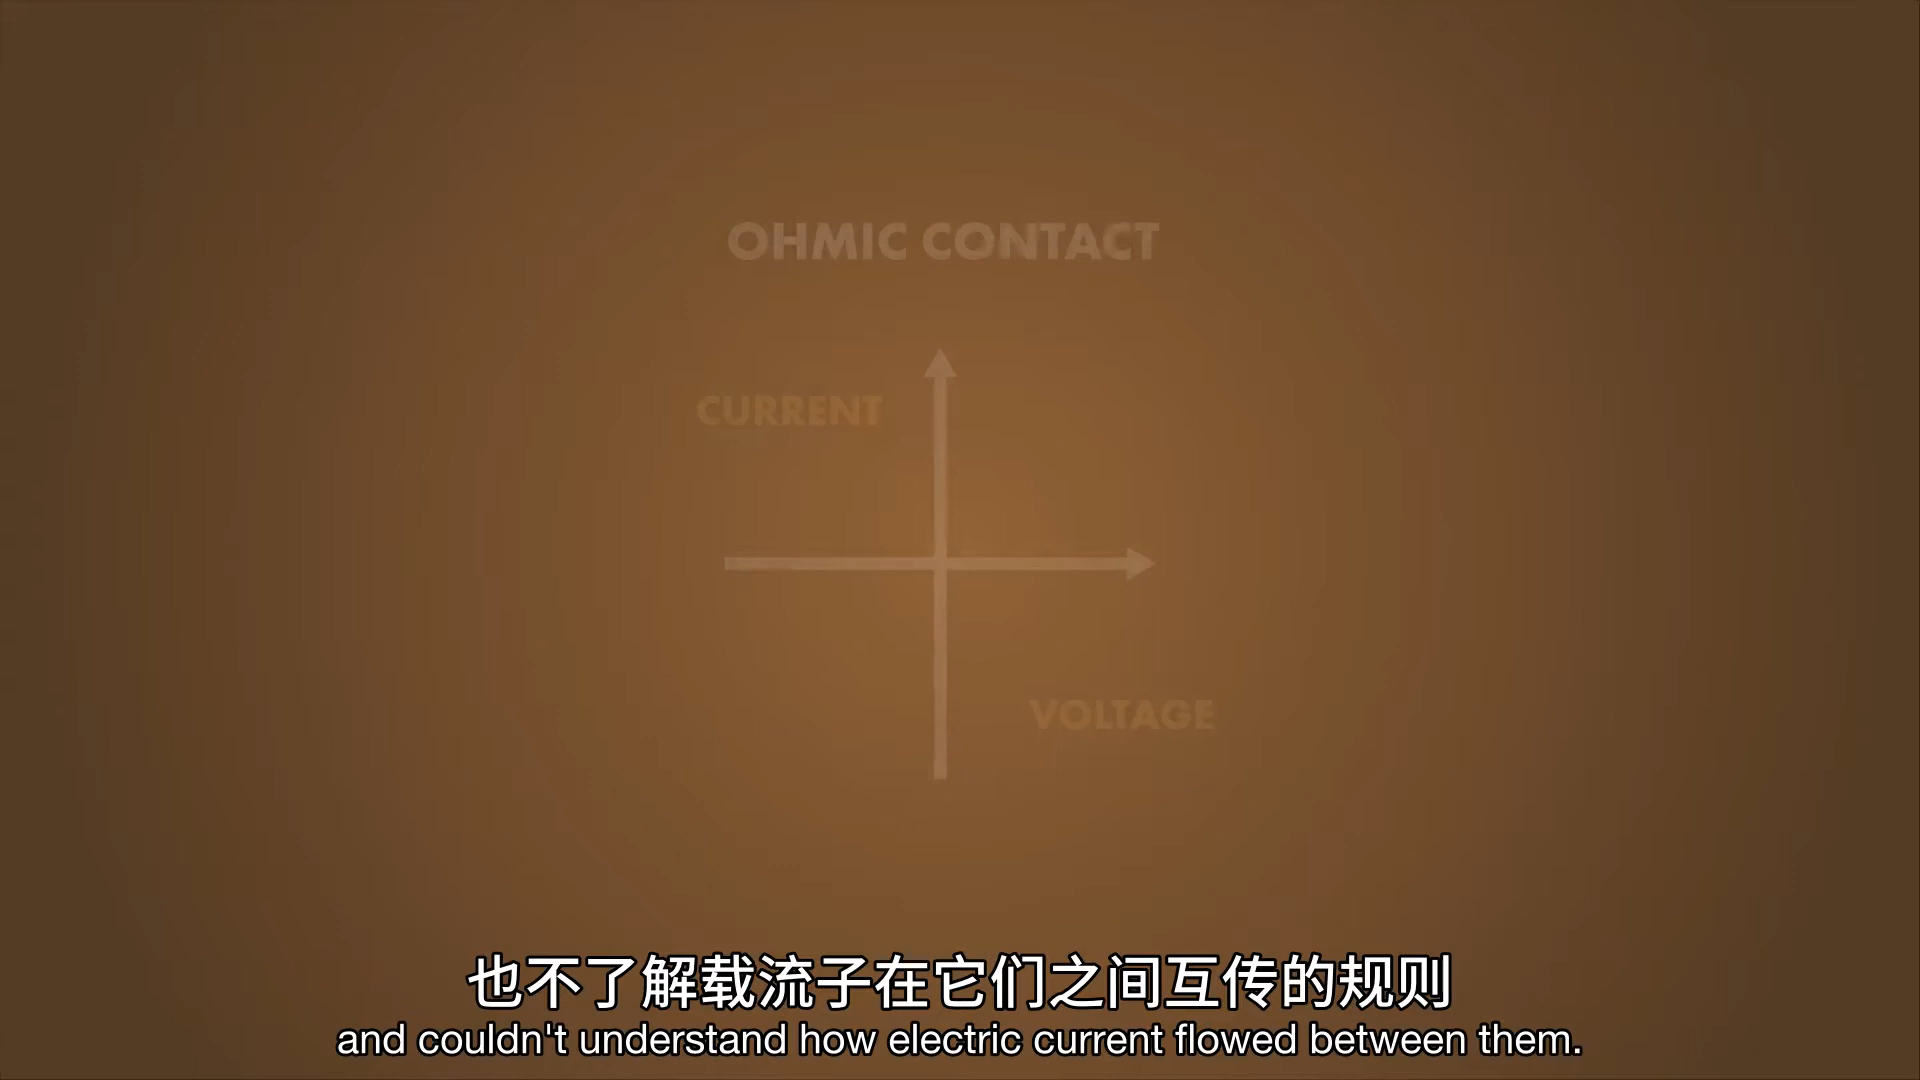 OHMIC CONTACT
CURRENT
VOLTAGE
也不了解载流子在它们之间互传的规则
and couldn't understand how electric current flowed between them.